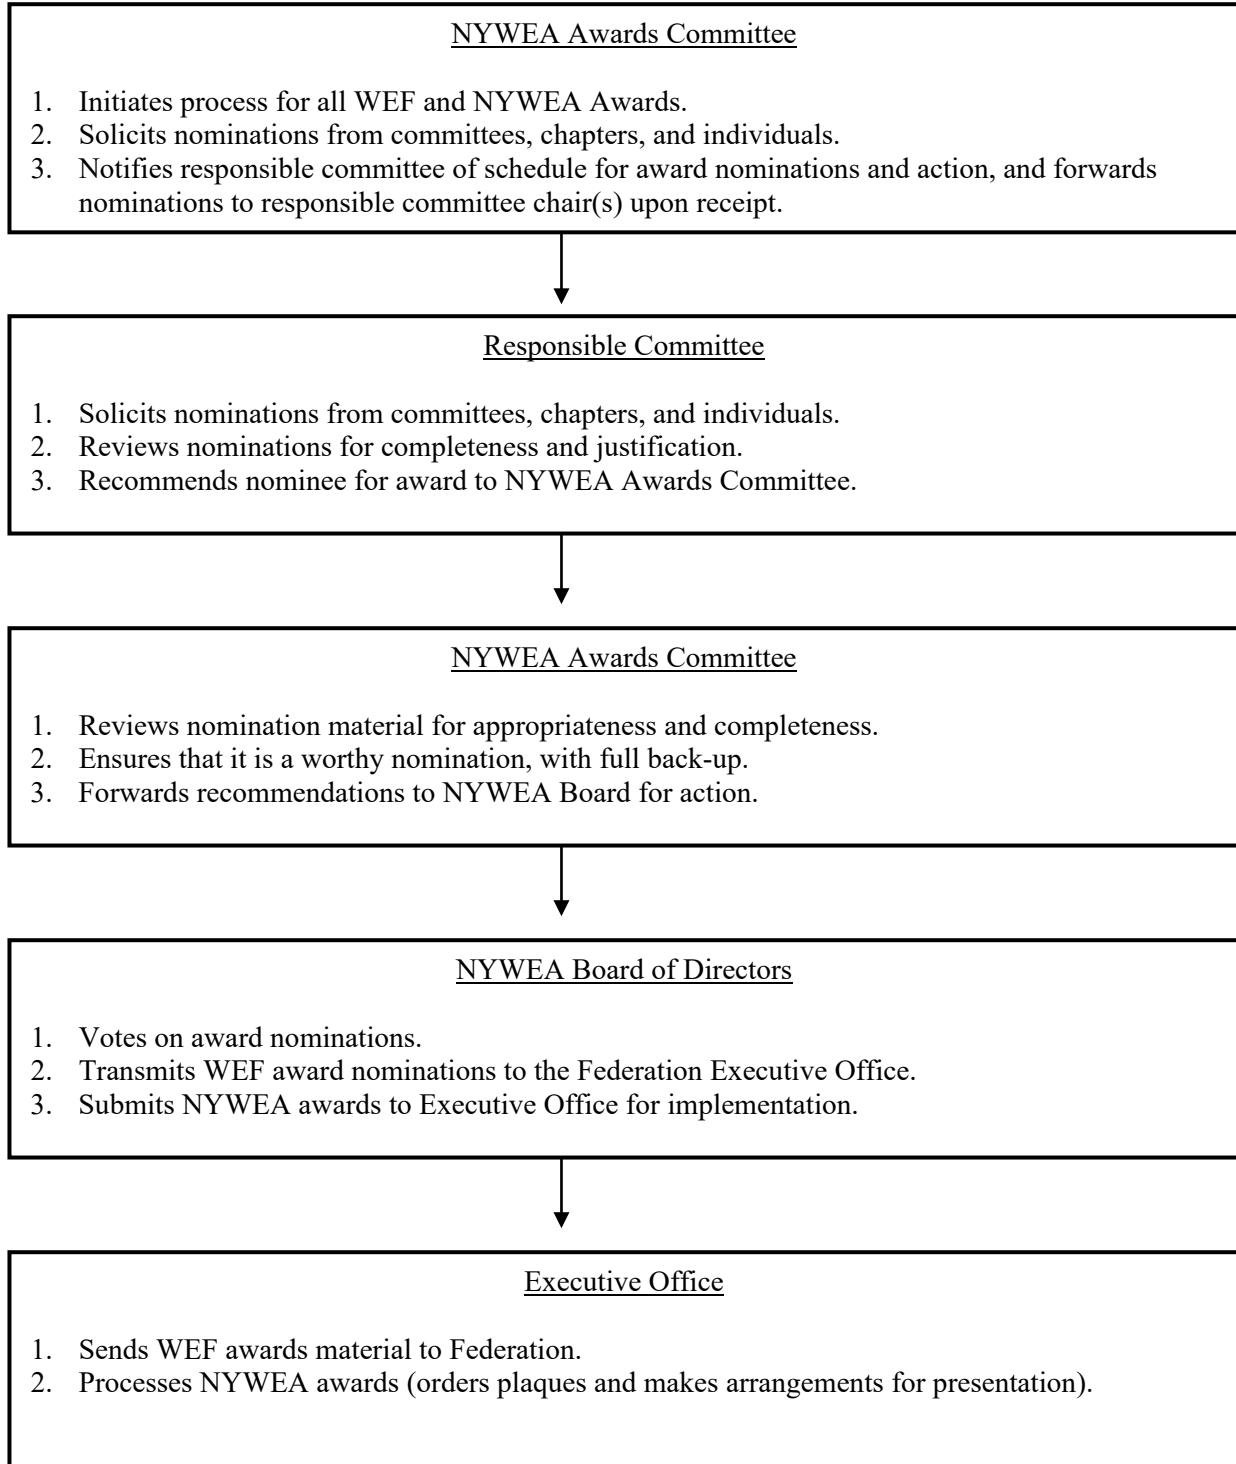 NYWEA Awards Committee
1. Initiates process for all WEF and NYWEA Awards.
2. Solicits nominations from committees, chapters, and individuals.
3. Notifies responsible committee of schedule for award nominations and action, and forwards
nominations to responsible committee chair(s) upon receipt.
Responsible Committee
1. Solicits nominations from committees, chapters, and individuals.
2. Reviews nominations for completeness and justification.
3. Recommends nominee for award to NYWEA Awards Committee.
NYWEA Awards Committee
1. Reviews nomination material for appropriateness and completeness.
2. Ensures that it is a worthy nomination, with full back-up.
3. Forwards recommendations to NYWEA Board for action.
NYWEA Board of Directors
1. Votes on award nominations.
2. Transmits WEF award nominations to the Federation Executive Office.
3. Submits NYWEA awards to Executive Office for implementation.
Executive Office
1. Sends WEF awards material to Federation.
2. Processes NYWEA awards (orders plaques and makes arrangements for presentation).